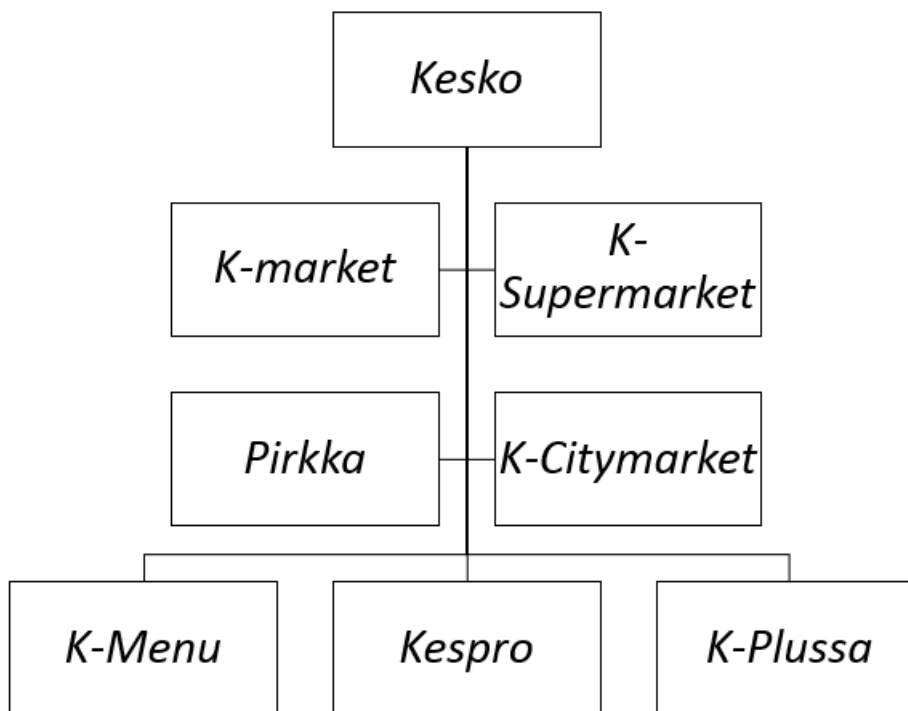 Kesko
K-market
K-
Supermarket
Pirkka
K-Citymarket
K-Menu
Kespro
K-Plussa